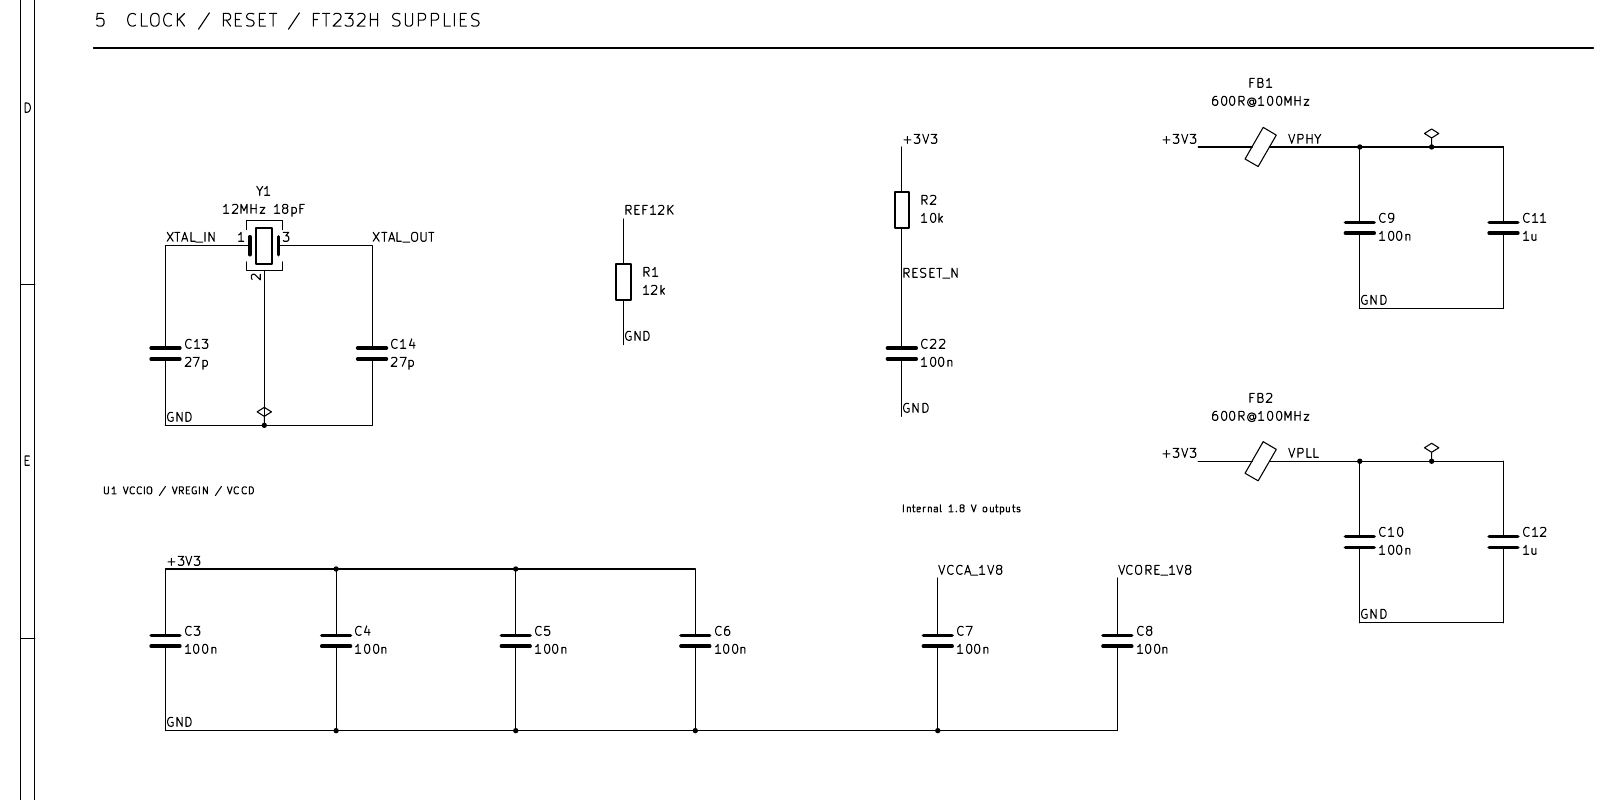 5 CLOCK / RESET / FT232H SUPPLIES
D
FB1
600R@100MHz
+3V3
VPHY
C9
100n
C11
1u
GND
+3V3
R2
10k
RESET_N
C22
100n
GND
Y1
12MHz 18pF
XTAL_IN
1
3
XTAL_OUT
2
C13
27p
C14
27p
GND
REF12K
R1
12k
GND
FB2
600R@100MHz
+3V3
VPLL
C10
100n
C12
1u
GND
E
U1 VCCIO / VREGIN / VCCD
Internal 1.8 V outputs
+3V3
VCCA_1V8
VCORE_1V8
C3
100n
C4
100n
C5
100n
C6
100n
C7
100n
C8
100n
GND